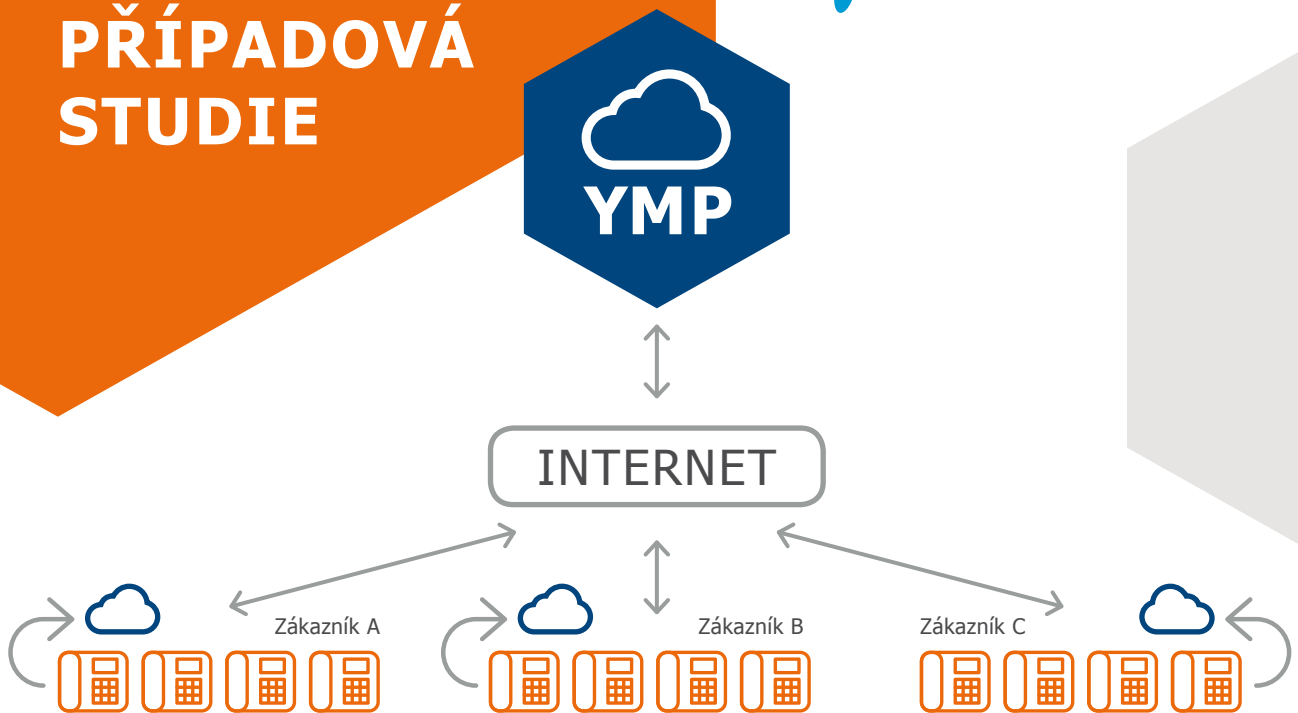 PŘÍPADOVÁ
STUDIE
YMP
INTERNET
Zákazník A
Zákazník B
Zákazník C